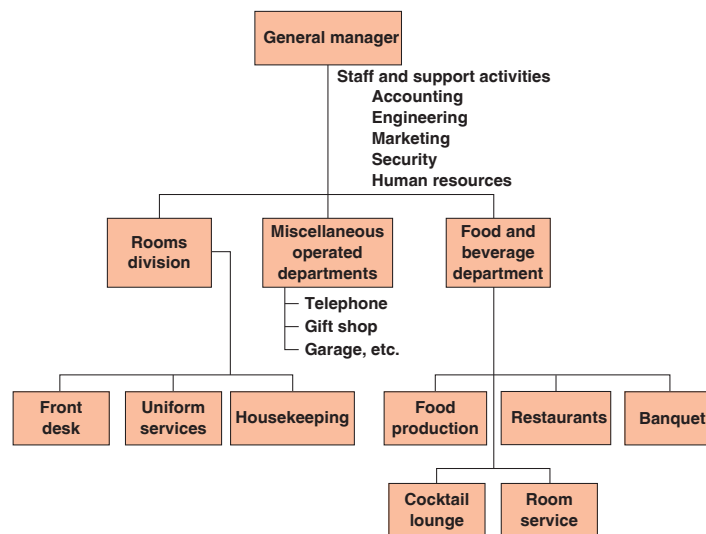 General manager
Staff and support activities
Accounting
Engineering
Marketing
Security
Human resources
Rooms
division
Miscellaneous
operated
departments
Food and
beverage
department
Telephone
Gift shop
Garage, etc.
Front
desk
Uniform
services
Housekeeping
Food
production
Restaurants
Banquet
Cocktail
lounge
Room
service